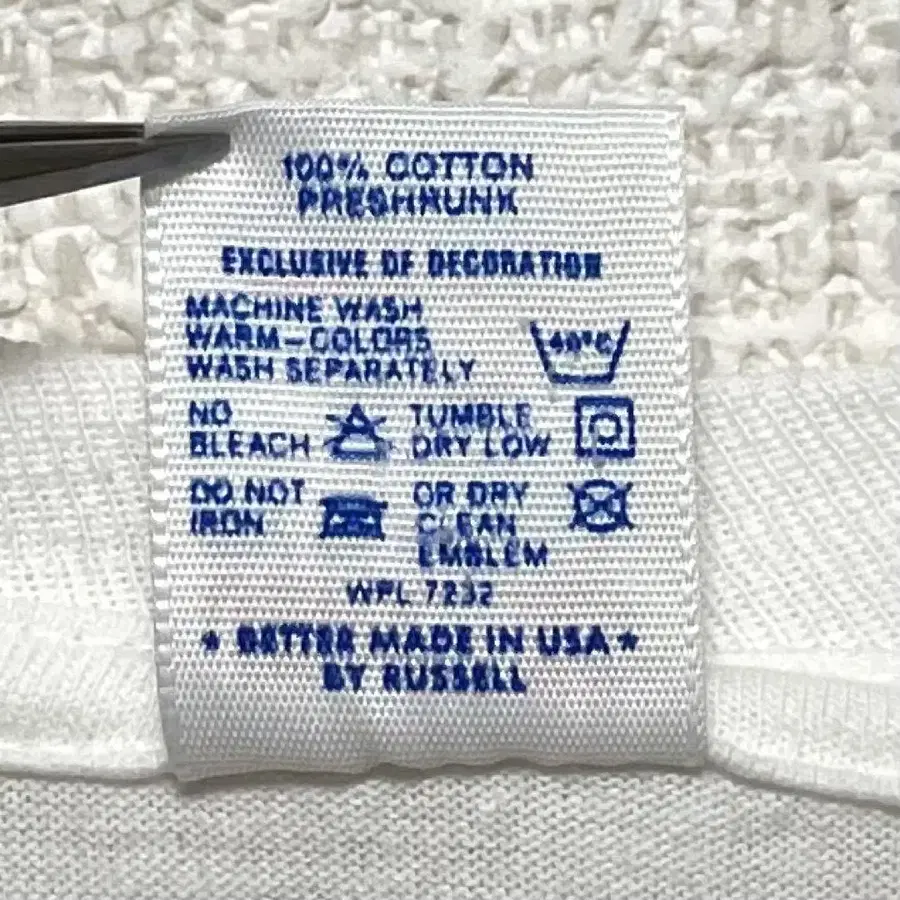 100% COTTON
PRESHRUNK
EXCLUSIVE OF DECORATION
MACHINE WASH
WARM-COLORS
WASH SEPARATELY
40°C
NO
BLEACH
TUMBLE
DRY LOW
DO NOT
IRON
OR DRY
CLEAN
EMBLEM
WPL 7232
★ BETTER MADE IN USA ★
BY RUSSELL